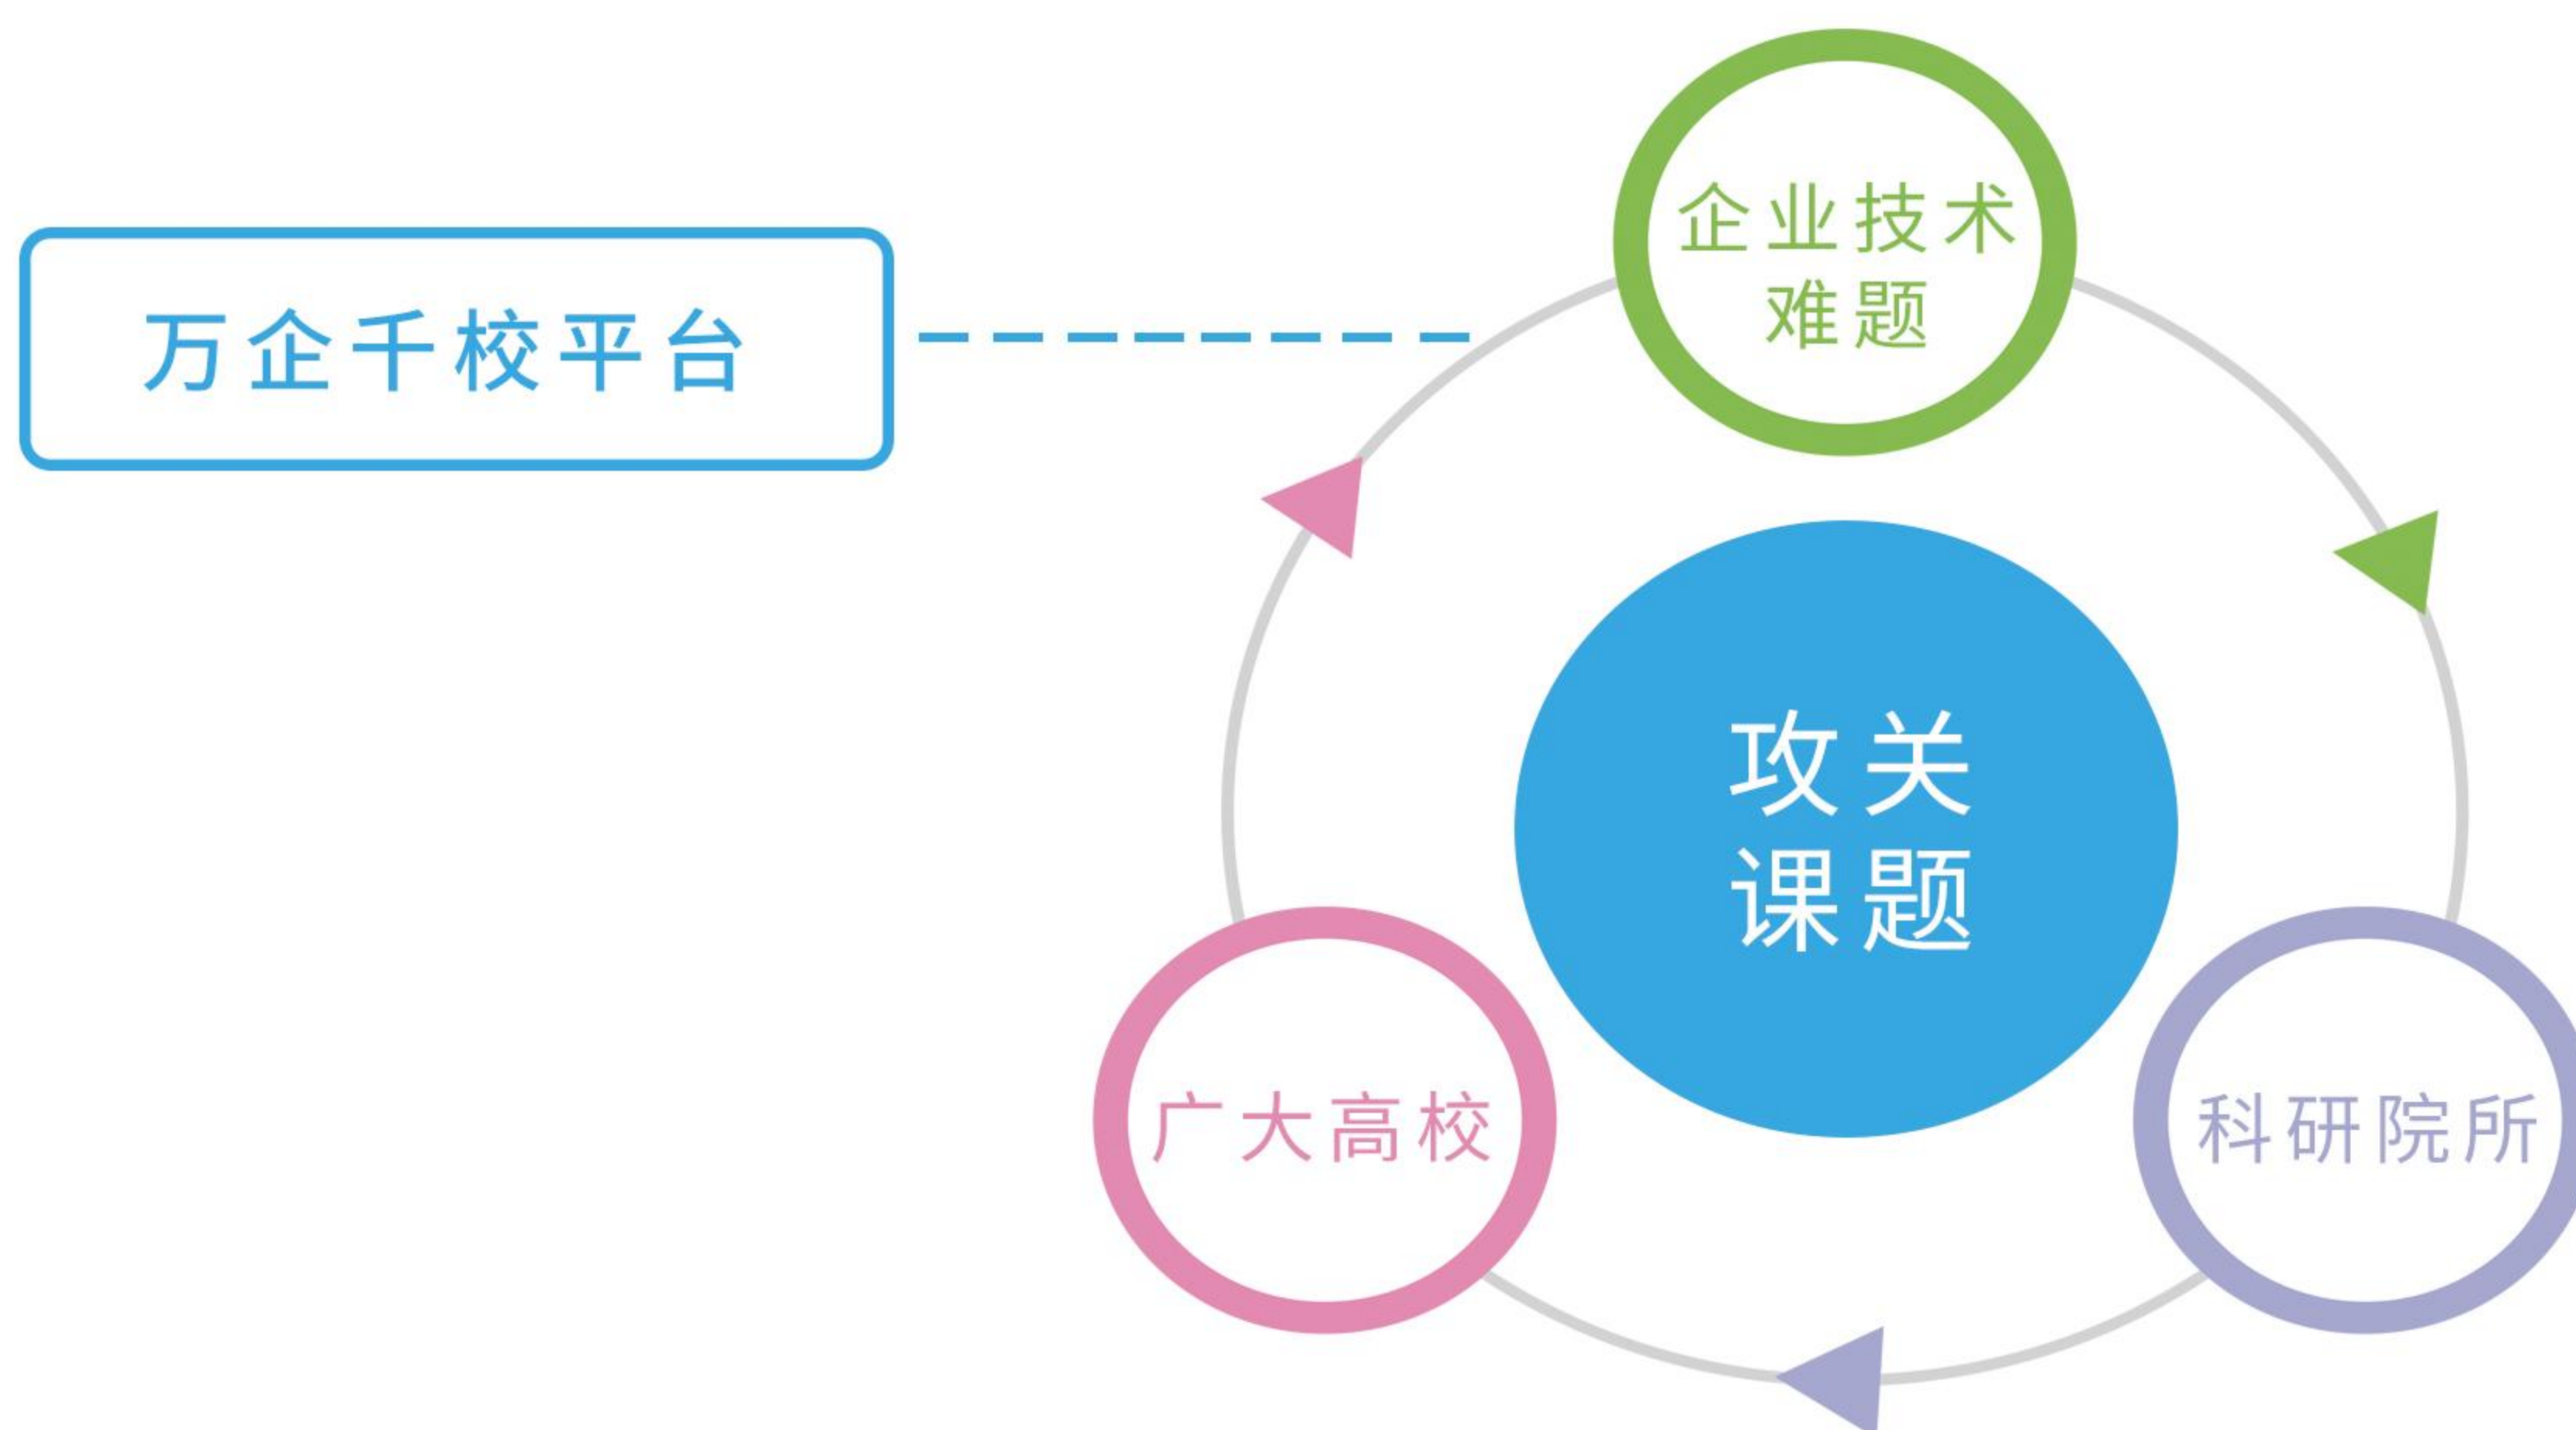 企业技术
难题
万企千校平台
攻关
课题
广大高校
科研院所